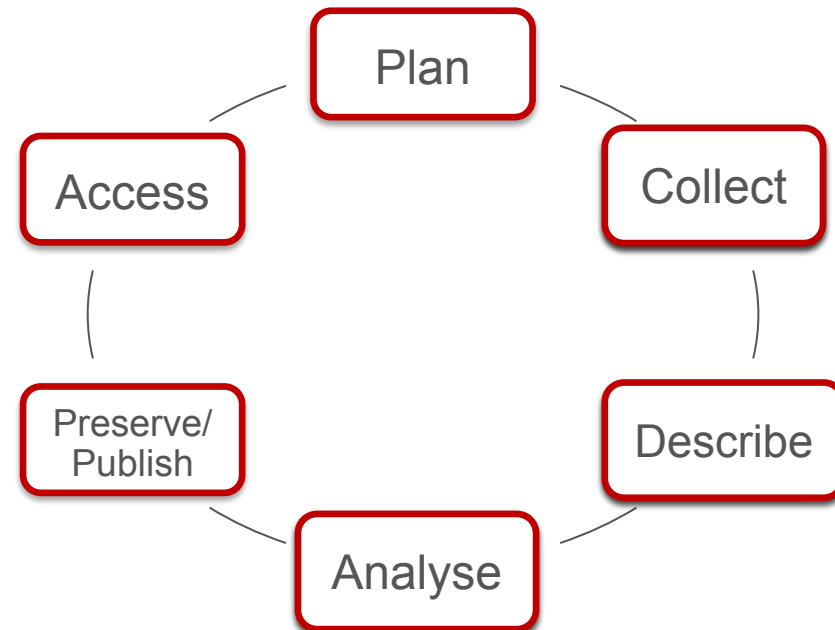 Plan
Collect
Describe
Analyse
Preserve/
Publish
Access